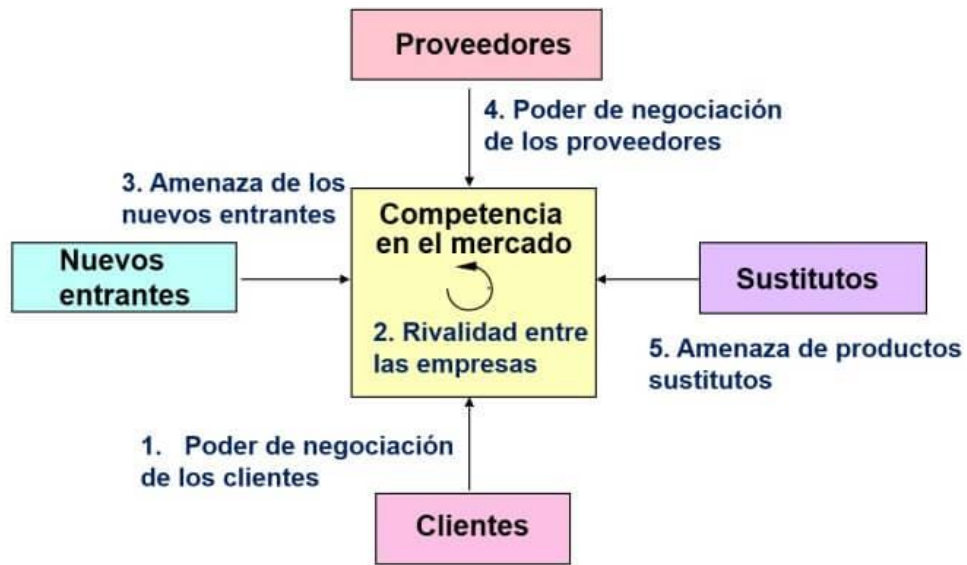 Proveedores
4. Poder de negociación
de los proveedores
3. Amenaza de los
nuevos entrantes
Competencia
en el mercado
Nuevos
entrantes
Sustitutos
2. Rivalidad entre
las empresas
5. Amenaza de productos
sustitutos
1. Poder de negociación
de los clientes
Clientes